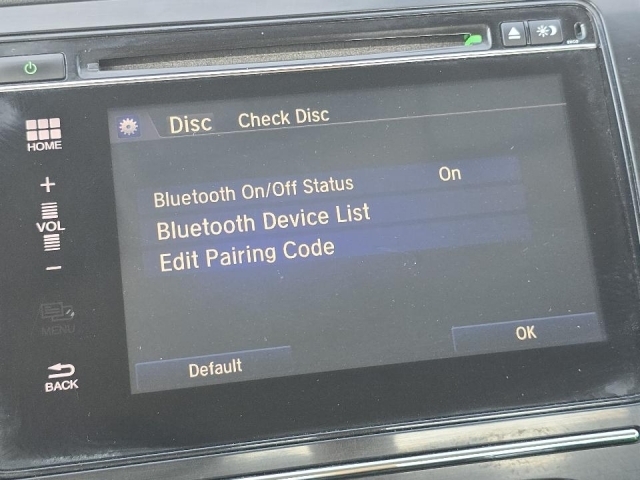 Disc Check Disc
HOME
+
VOL
−
MENU
BACK
Bluetooth On/Off Status On
Bluetooth Device List
Edit Pairing Code
Default
OK